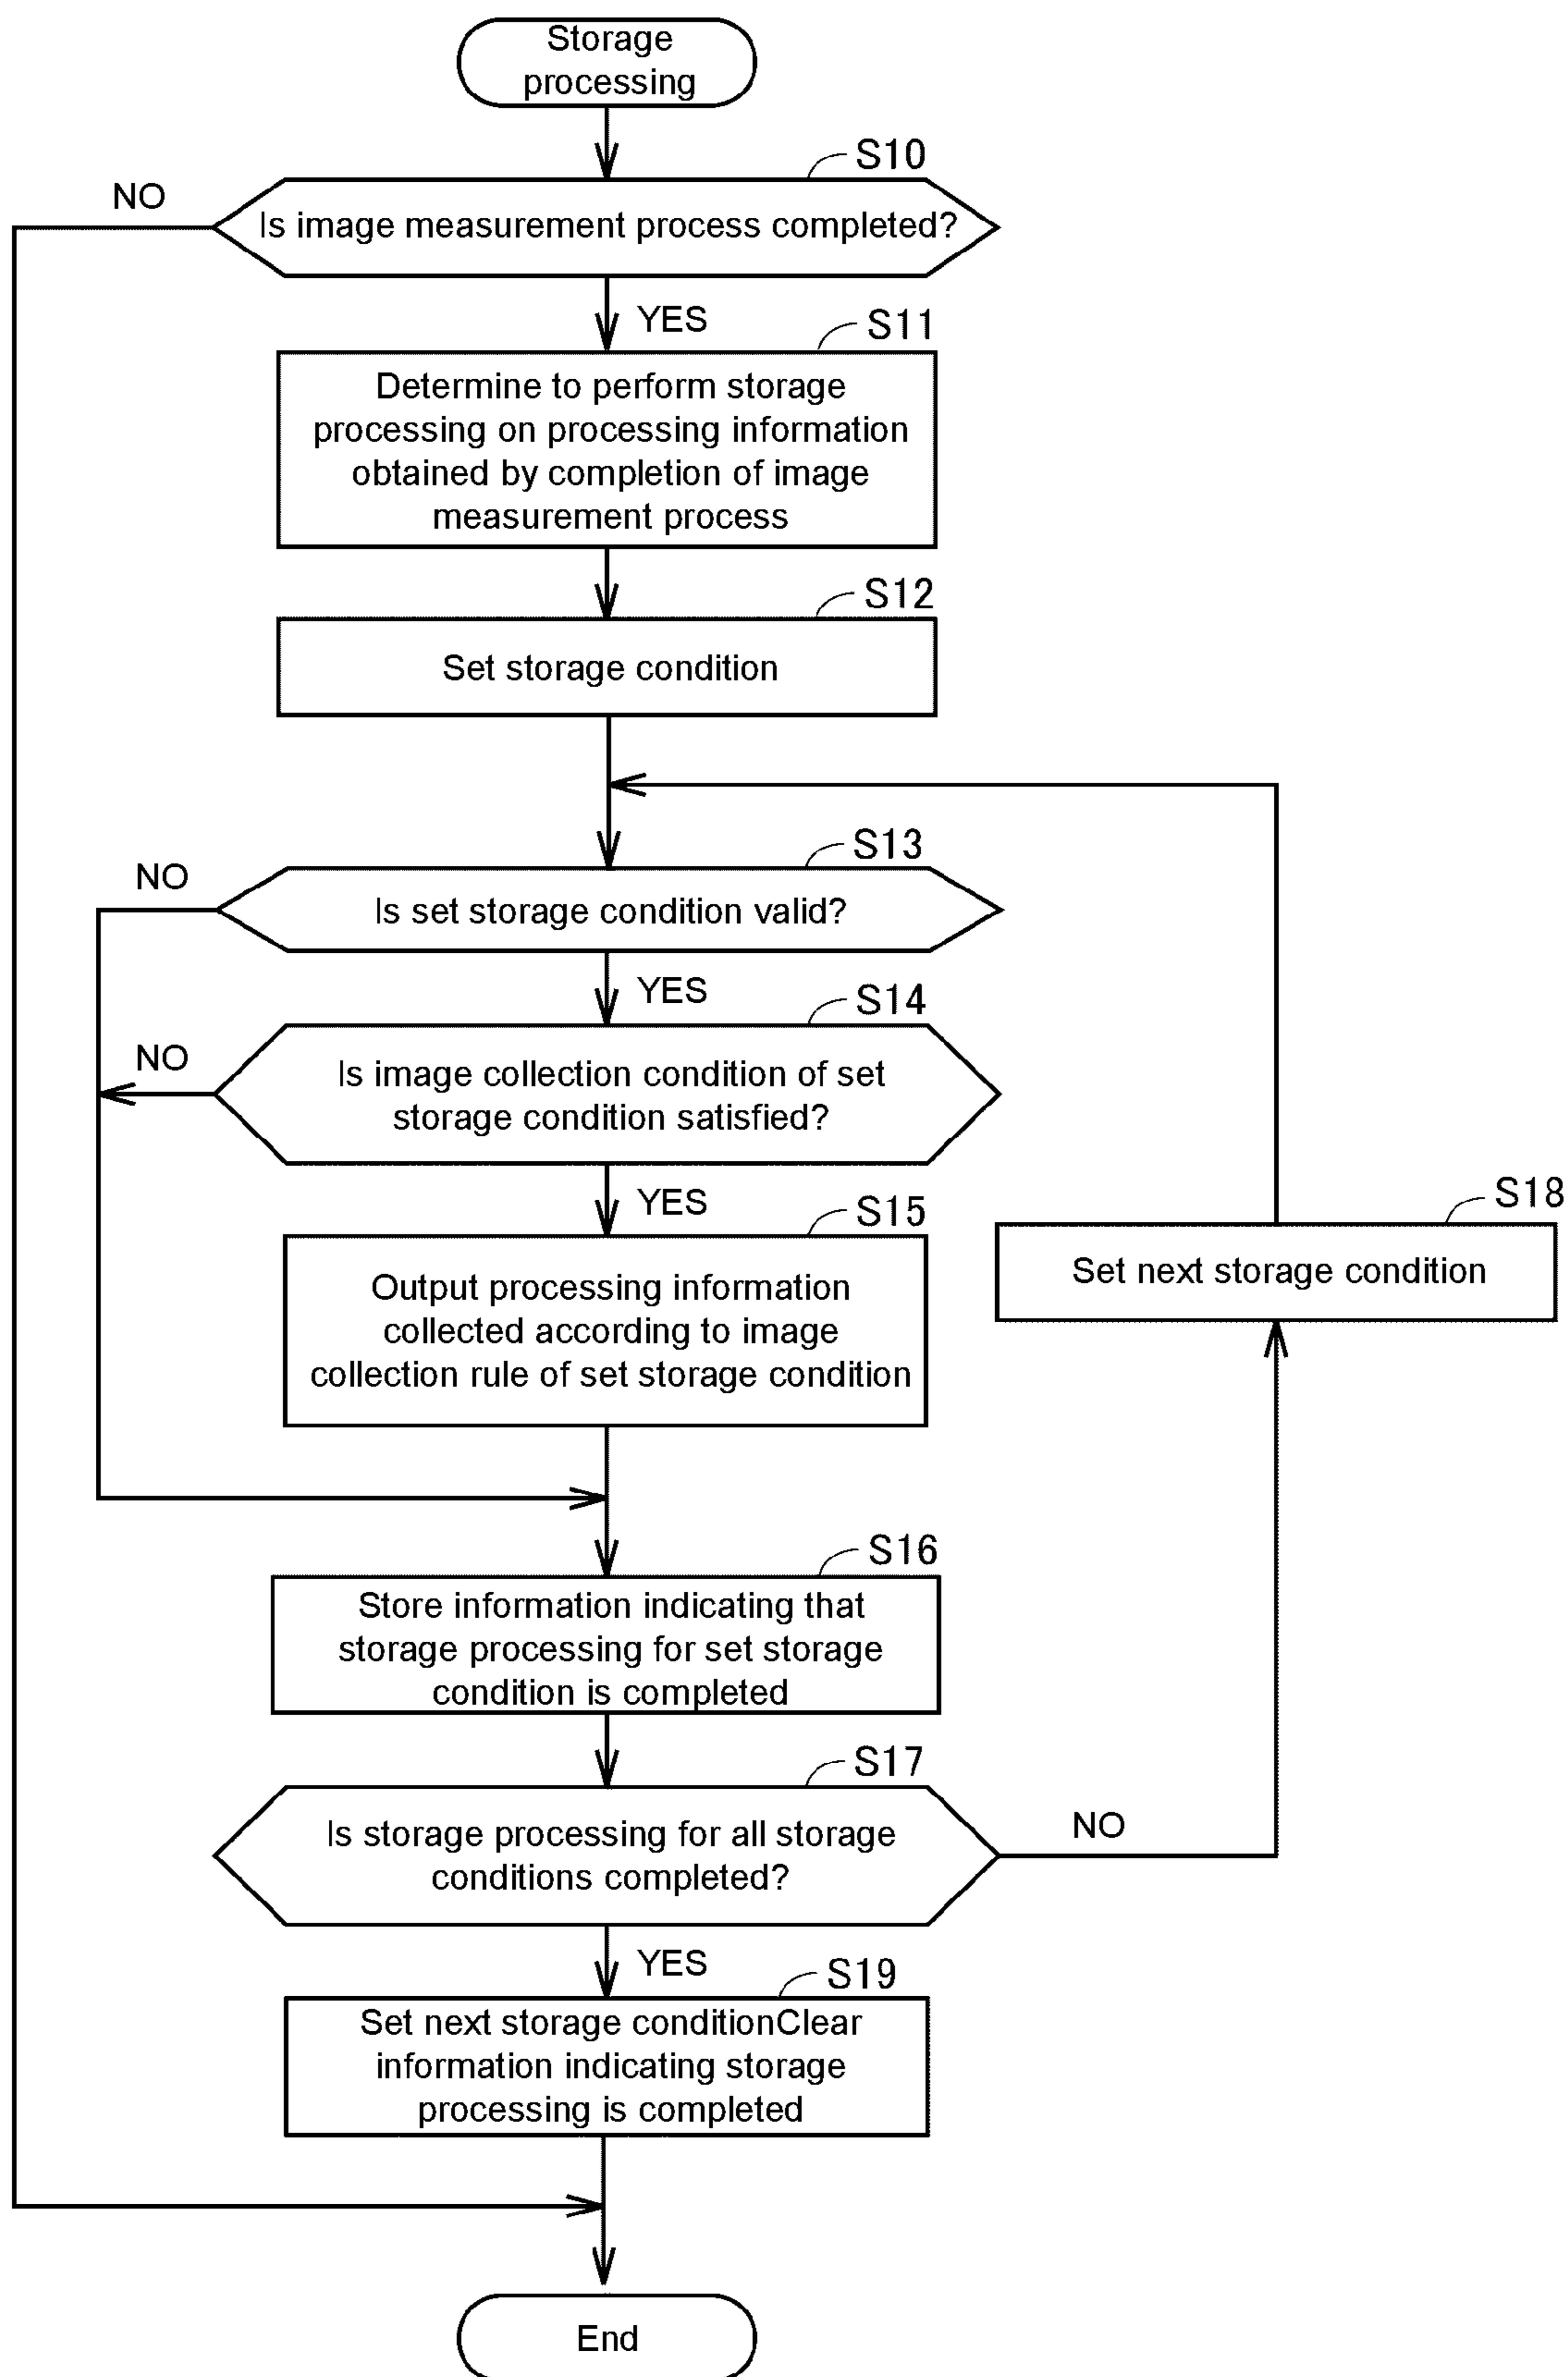 Storage
processing
S10
NO
Is image measurement process completed?
YES
S11
Determine to perform storage
processing on processing information
obtained by completion of image
measurement process
S12
Set storage condition
S13
NO
Is set storage condition valid?
YES
S14
NO
Is image collection condition of set
storage condition satisfied?
YES
S15
Output processing information
collected according to image
collection rule of set storage condition
S18
Set next storage condition
S16
Store information indicating that
storage processing for set storage
condition is completed
S17
Is storage processing for all storage
conditions completed?
NO
YES
S19
Set next storage conditionClear
information indicating storage
processing is completed
End